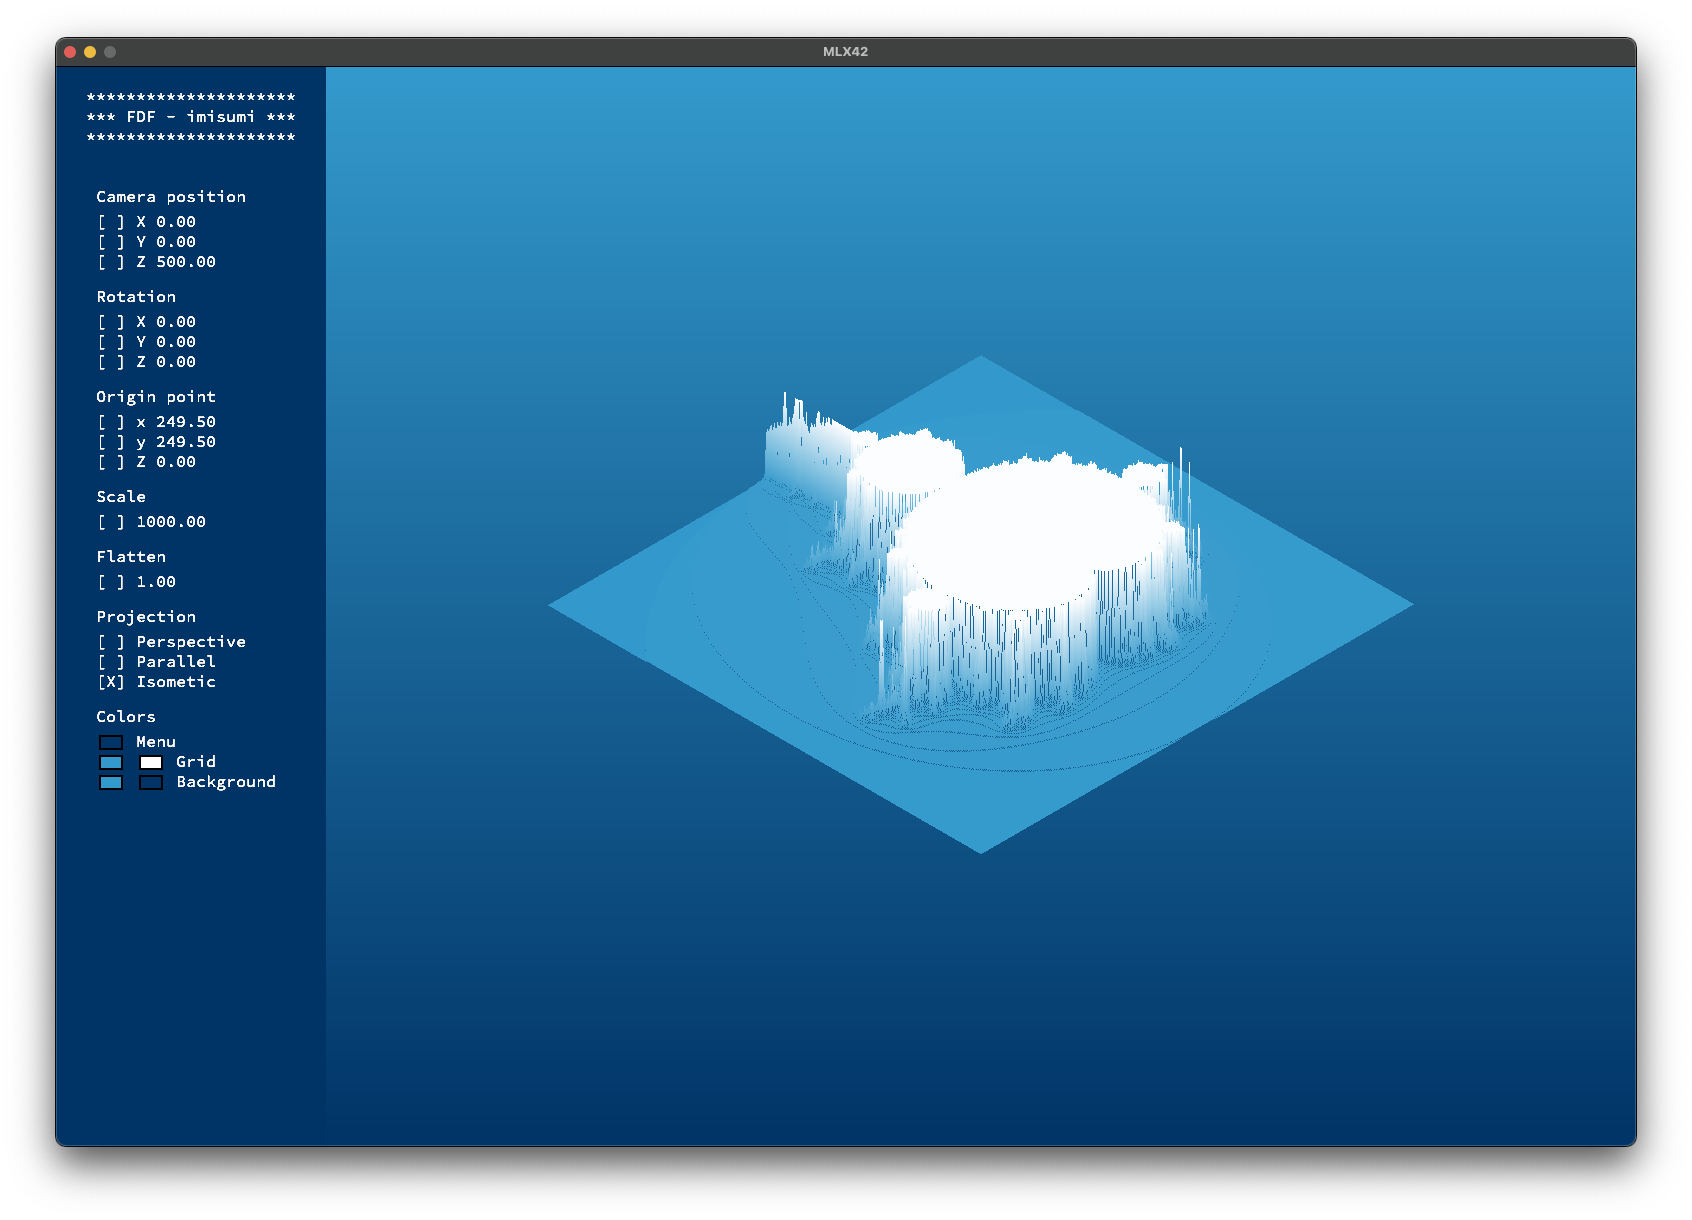 MLX42
*********************
*** FDF - imisumi ***
*********************
Camera position
[ ] X 0.00
[ ] Y 0.00
[ ] Z 500.00
Rotation
[ ] X 0.00
[ ] Y 0.00
[ ] Z 0.00
Origin point
[ ] x 249.50
[ ] y 249.50
[ ] Z 0.00
Scale
[ ] 1000.00
Flatten
[ ] 1.00
Projection
[ ] Perspective
[ ] Parallel
[X] Isometic
Colors
Menu
Grid
Background